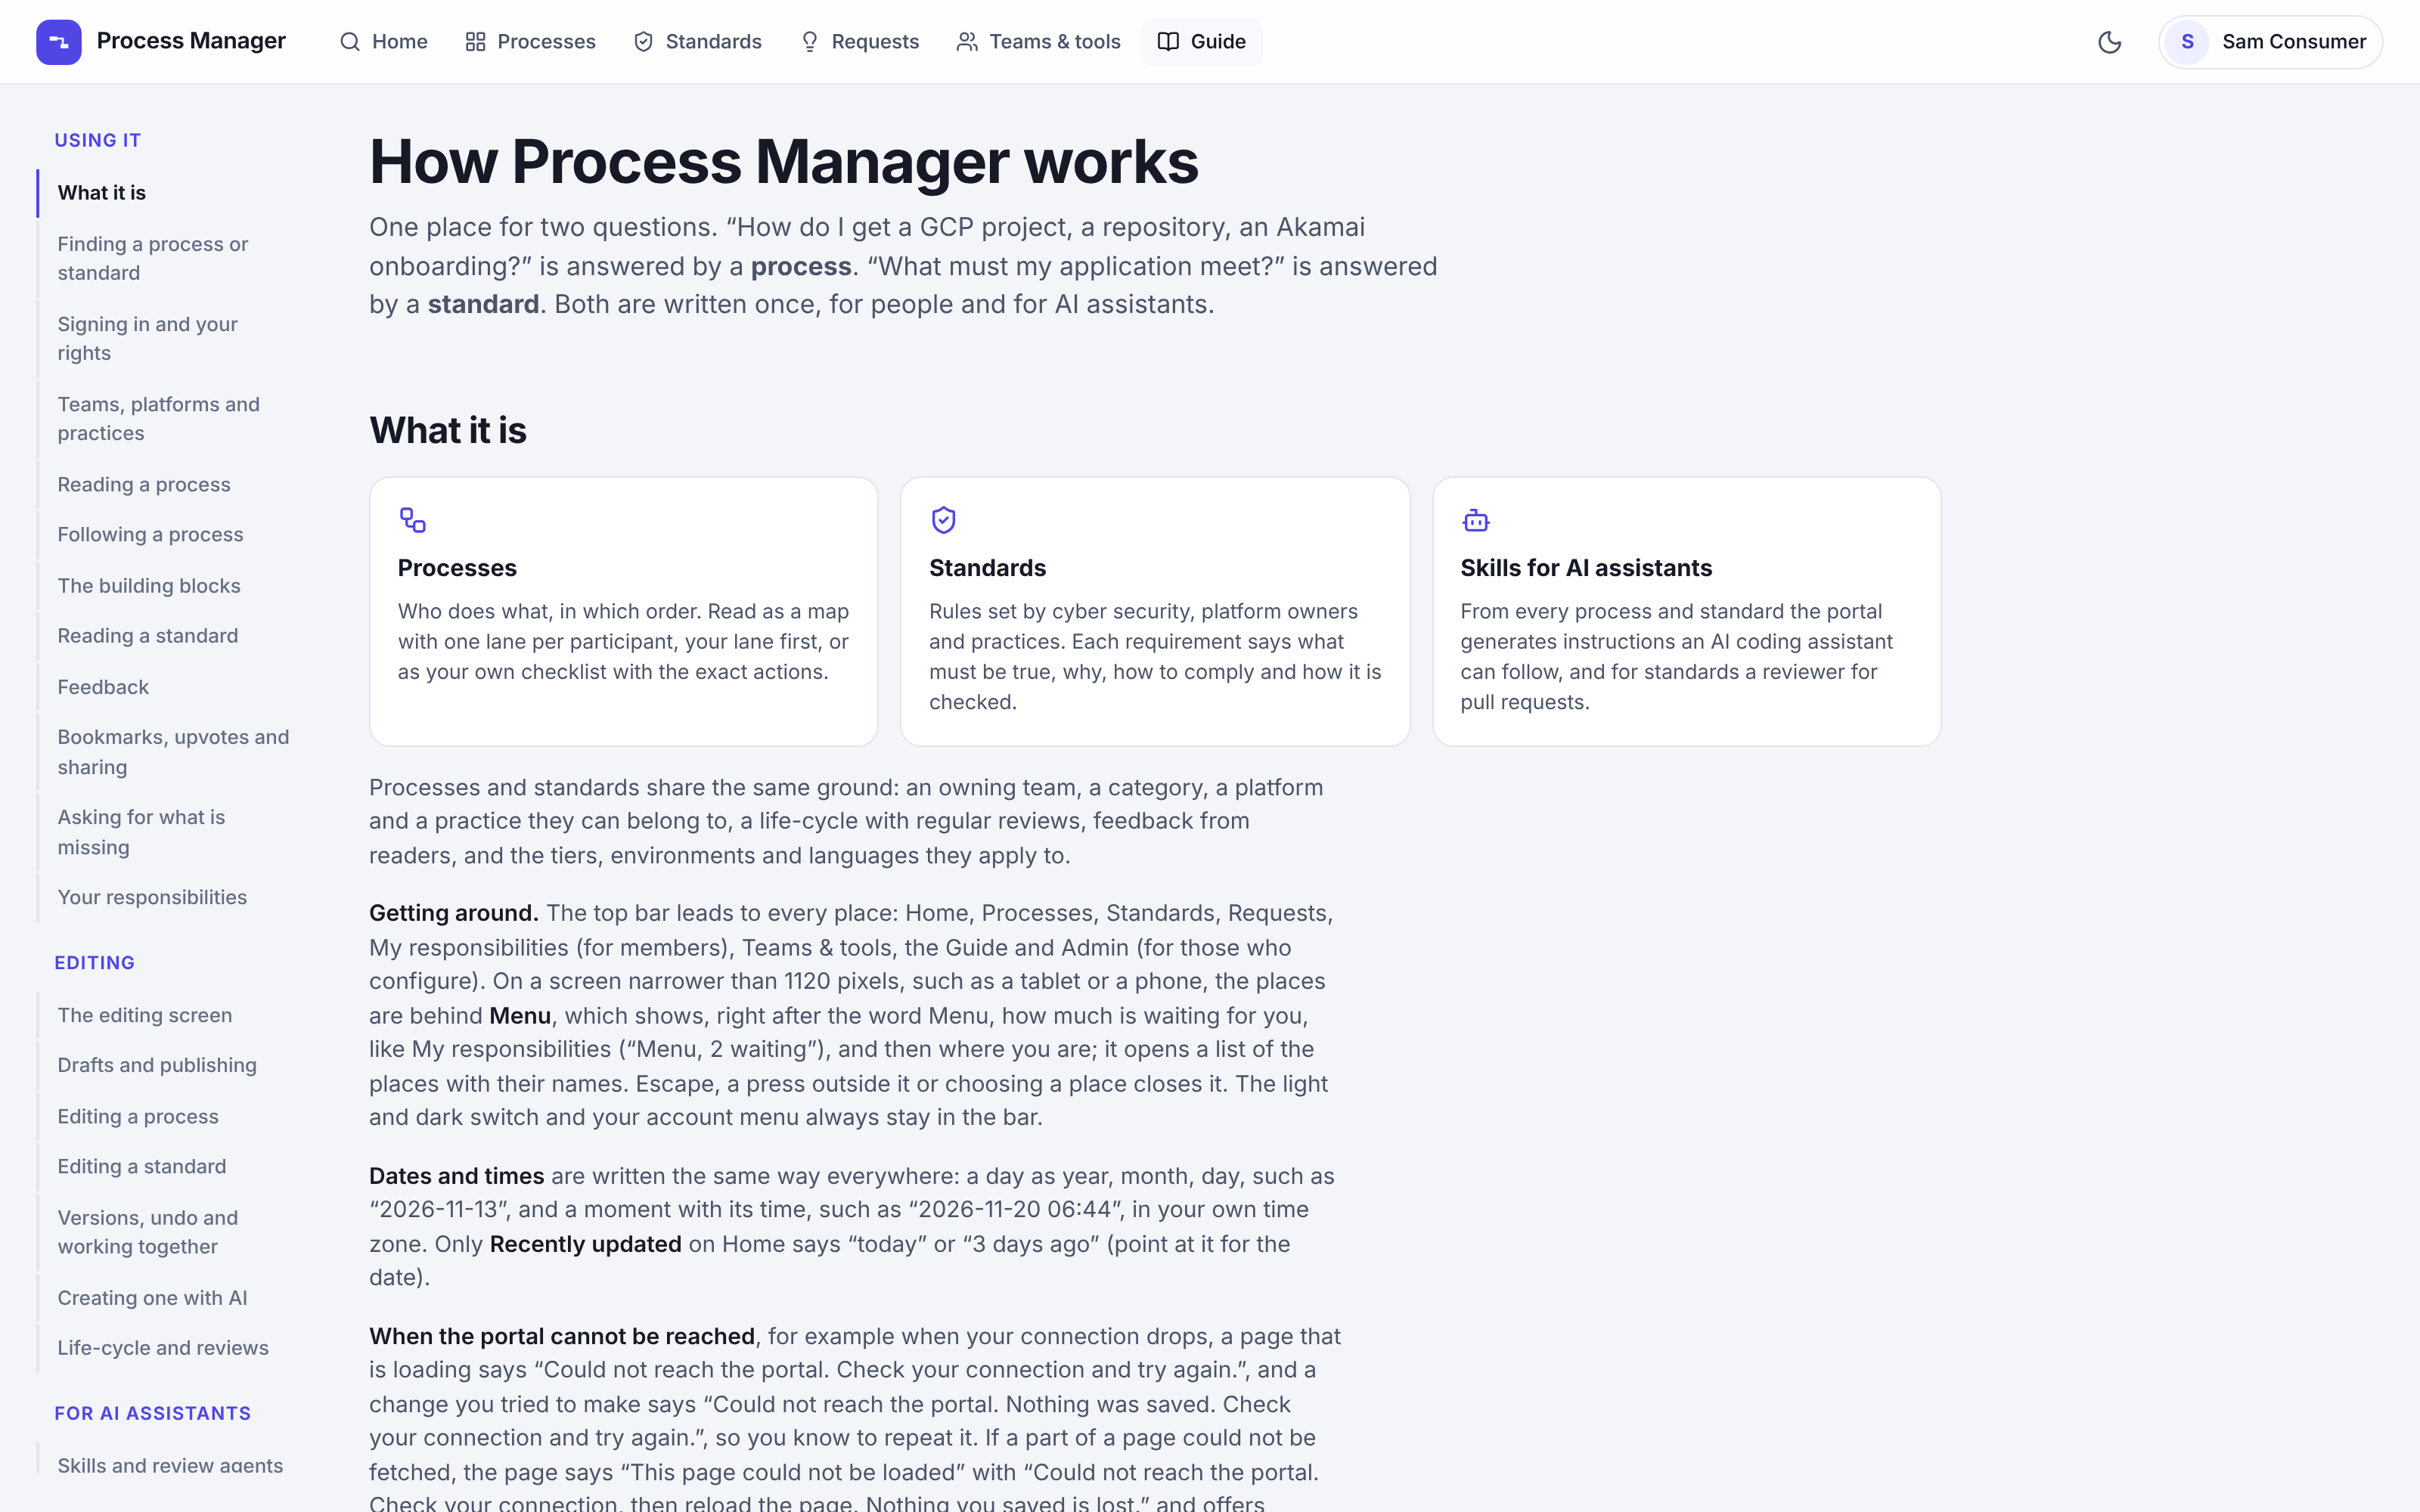 Process Manager
Home
Processes
Standards
Requests
Teams & tools
Guide
S
Sam Consumer
USING IT
What it is
Finding a process or
standard
Signing in and your
rights
Teams, platforms and
practices
Reading a process
Following a process
The building blocks
Reading a standard
Feedback
Bookmarks, upvotes and
sharing
Asking for what is
missing
Your responsibilities
EDITING
The editing screen
Drafts and publishing
Editing a process
Editing a standard
Versions, undo and
working together
Creating one with AI
Life-cycle and reviews
FOR AI ASSISTANTS
Skills and review agents
How Process Manager works
One place for two questions. “How do I get a GCP project, a repository, an Akamai
onboarding?” is answered by a process. “What must my application meet?” is answered
by a standard. Both are written once, for people and for AI assistants.
What it is
Processes
Who does what, in which order. Read as a map
with one lane per participant, your lane first, or
as your own checklist with the exact actions.
Standards
Rules set by cyber security, platform owners
and practices. Each requirement says what
must be true, why, how to comply and how it is
checked.
Skills for AI assistants
From every process and standard the portal
generates instructions an AI coding assistant
can follow, and for standards a reviewer for
pull requests.
Processes and standards share the same ground: an owning team, a category, a platform
and a practice they can belong to, a life-cycle with regular reviews, feedback from
readers, and the tiers, environments and languages they apply to.
Getting around. The top bar leads to every place: Home, Processes, Standards, Requests,
My responsibilities (for members), Teams & tools, the Guide and Admin (for those who
configure). On a screen narrower than 1120 pixels, such as a tablet or a phone, the places
are behind Menu, which shows, right after the word Menu, how much is waiting for you,
like My responsibilities (“Menu, 2 waiting”), and then where you are; it opens a list of the
places with their names. Escape, a press outside it or choosing a place closes it. The light
and dark switch and your account menu always stay in the bar.
Dates and times are written the same way everywhere: a day as year, month, day, such as
“2026-11-13”, and a moment with its time, such as “2026-11-20 06:44”, in your own time
zone. Only Recently updated on Home says “today” or “3 days ago” (point at it for the
date).
When the portal cannot be reached, for example when your connection drops, a page that
is loading says “Could not reach the portal. Check your connection and try again.”, and a
change you tried to make says “Could not reach the portal. Nothing was saved. Check
your connection and try again.”, so you know to repeat it. If a part of a page could not be
fetched, the page says “This page could not be loaded” with “Could not reach the portal.
Check your connection, then reload the page. Nothing you saved is lost.” and offers